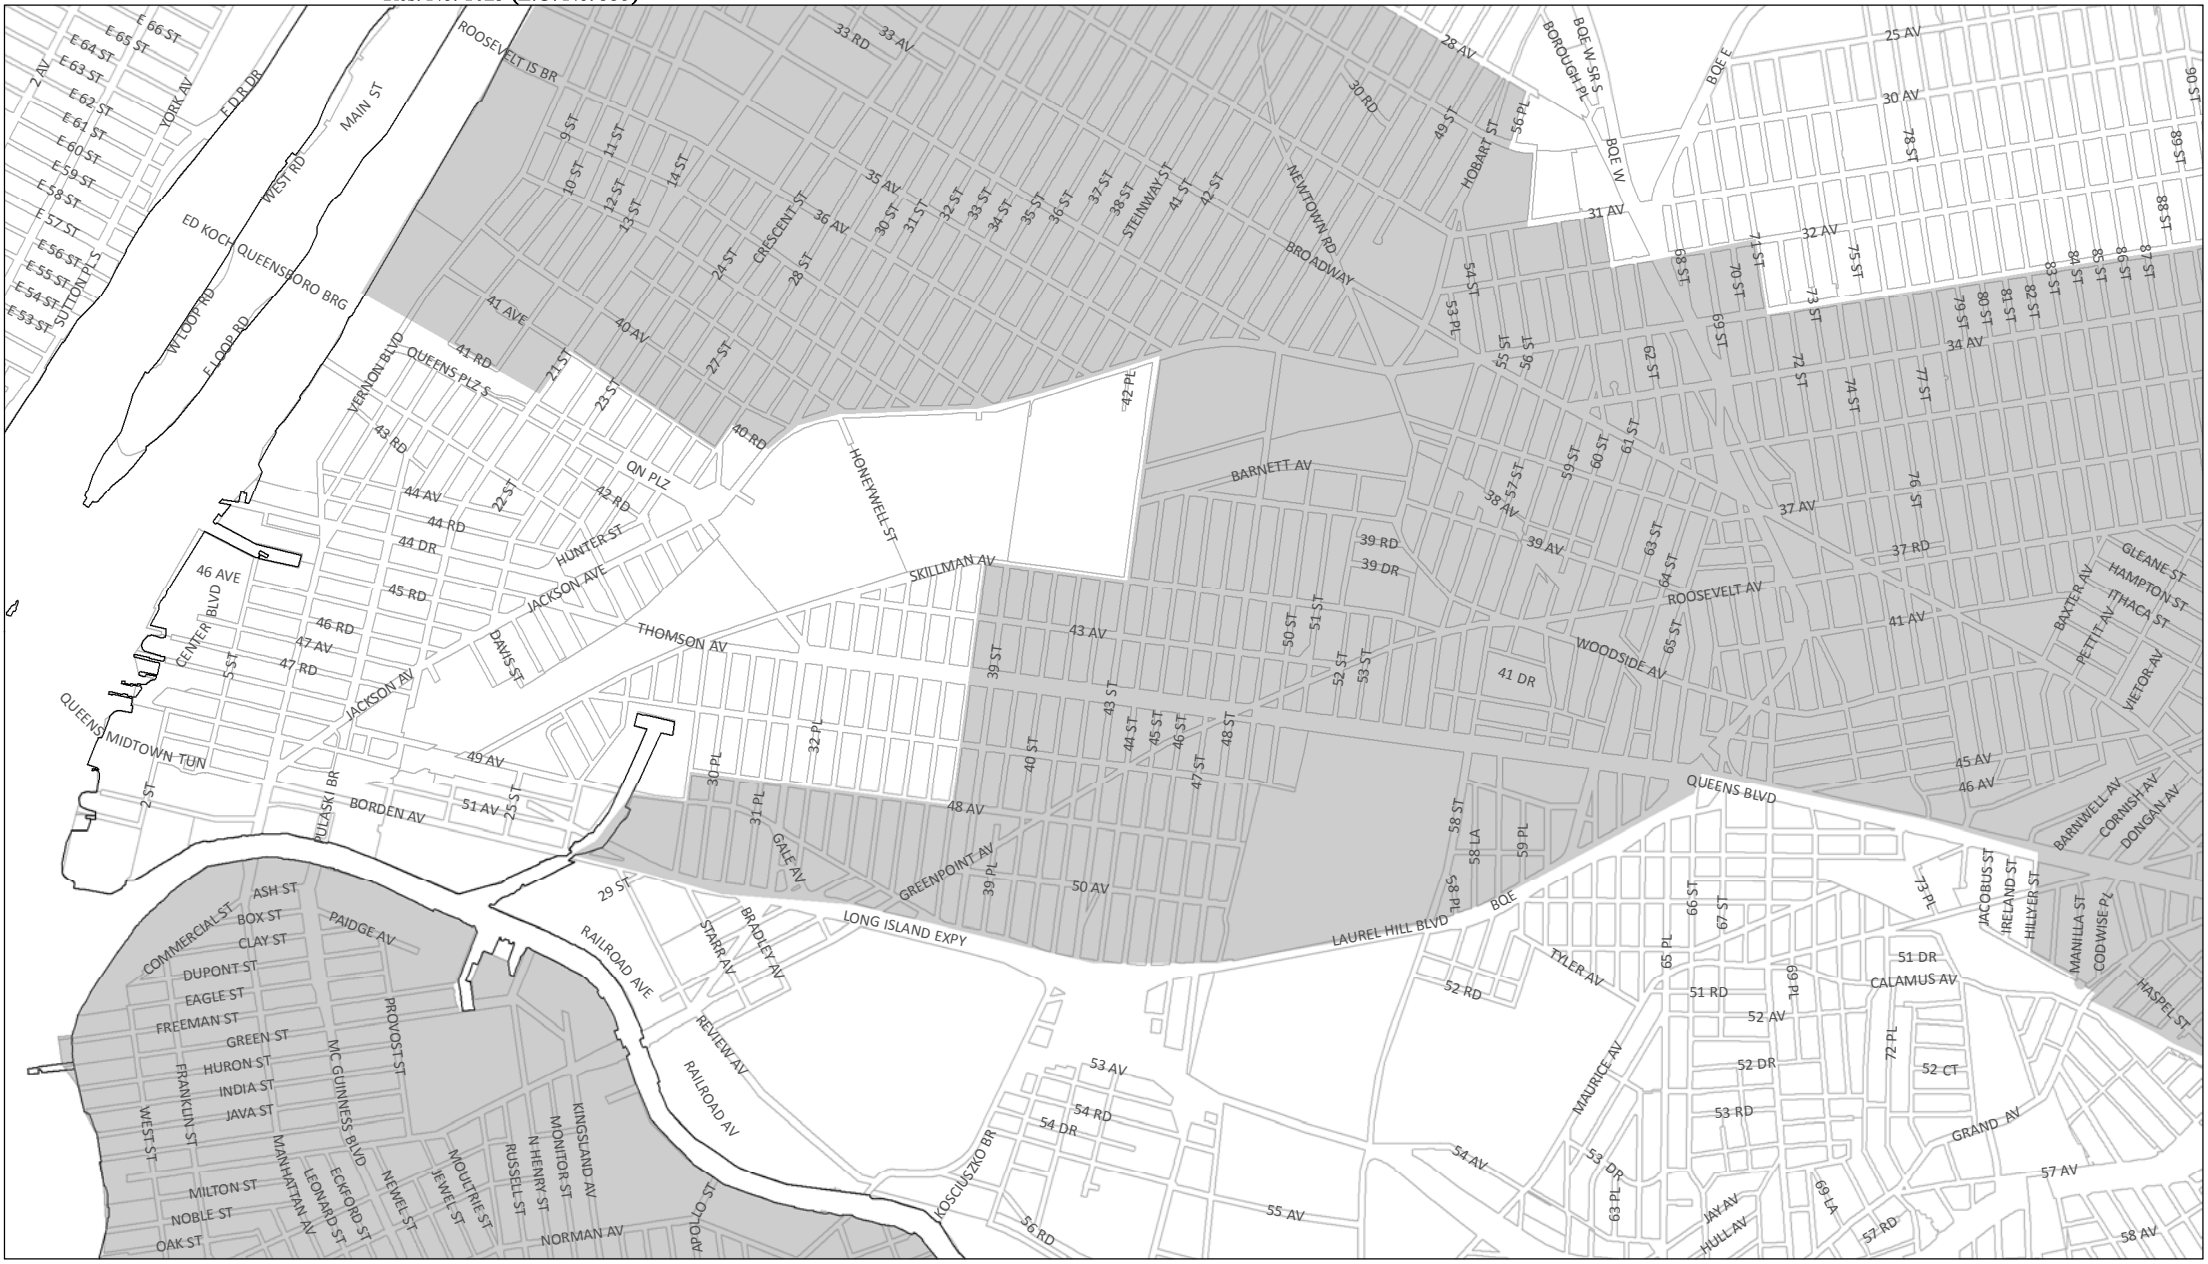 E 66 ST
E 65 ST
E 64 ST
E 63 ST
2 AV
E 62 ST
E 61 ST
E 60 ST
E 59 ST
E 58 ST
E 57 ST
E 56 ST
E 55 ST
E 54 ST
E 53 ST
YORK AV
F D R DR
SUTTON PL S
MAIN ST
WEST RD
ED KOCH QUEENSBORO BRG
W LOOP RD
E LOOP RD
ROOSEVELT IS BR
33 RD
33 AV
28 AV
30 RD
49 ST
HOBART ST
56 PL
BOROUGH PL
BQE W SR S
BQE W
BQE E
25 AV
30 AV
90 ST
89 ST
88 ST
78 ST
31 AV
32 AV
9 ST
11 ST
10 ST
12 ST
13 ST
14 ST
35 AV
36 AV
24 ST
CRESCENT ST
28 ST
30 ST
31 ST
32 ST
33 ST
34 ST
35 ST
36 ST
37 ST
38 ST
STEINWAY ST
41 ST
42 ST
NEWTOWN RD
BROADWAY
54 ST
53 PL
55 ST
56 ST
62 ST
68 ST
69 ST
70 ST
71 ST
73 ST
75 ST
72 ST
74 ST
77 ST
79 ST
80 ST
81 ST
82 ST
83 ST
84 ST
85 ST
86 ST
87 ST
34 AV
41 AVE
40 AV
41 RD
QUEENS PLZ S
VERNON BLVD
21 ST
23 ST
27 ST
40 RD
42 PL
43 RD
QN PLZ
42 RD
44 AV
22 ST
44 RD
44 DR
HUNTER ST
JACKSON AVE
45 RD
46 AVE
CENTER BLVD
46 RD
47 AV
47 RD
5 ST
DAVIS ST
JACKSON AV
THOMSON AV
HONEYWELL ST
SKILLMAN AV
BARNETT AV
57 ST
59 ST
60 ST
61 ST
38 AV
39 AV
39 RD
39 DR
63 ST
64 ST
65 ST
37 AV
76 ST
37 RD
ROOSEVELT AV
WOODSIDE AV
41 AV
GLEANE ST
HAMPTON ST
ITHACA ST
BAXTER AV
PETTIT AV
VIETOR AV
43 AV
39 ST
50 ST
51 ST
52 ST
53 ST
41 DR
43 ST
44 ST
45 ST
46 ST
48 ST
47 ST
40 ST
QUEENS MIDTOWN TUN
49 AV
2 ST
PULASKI BR
BORDEN AV
51 AV
25 ST
30 PL
32 PL
31 PL
GALE AV
48 AV
GREENPOINT AV
39 PL
50 AV
58 ST
58 LA
59 PL
58 PL
BQE
QUEENS BLVD
45 AV
46 AV
BARNWELL AV
CORNISH AV
DONGAN AV
66 ST
67 ST
73 PL
JACOBUS ST
IRELAND ST
HILLYER ST
MANILLA ST
CODWISE PL
HASPEL ST
LONG ISLAND EXPY
LAUREL HILL BLVD
29 ST
STARR AV
BRADLEY AV
RAILROAD AVE
REVIEW AV
RAILROAD AV
KOSCIUSZKO BR
53 AV
54 RD
54 DR
56 RD
55 AV
54 AV
52 RD
TYLER AV
65 PL
51 RD
69 PL
51 DR
CALAMUS AV
52 AV
52 DR
72 PL
52 CT
53 RD
MAURICE AV
53 DR
63 PL
JAY AV
HULL AV
69 LA
57 RD
GRAND AV
57 AV
58 AV
ASH ST
COMMERCIAL ST
BOX ST
CLAY ST
PAIDGE AV
DUPONT ST
EAGLE ST
FREEMAN ST
GREEN ST
HURON ST
INDIA ST
JAVA ST
PROVOST ST
MC GUINNESS BLVD
FRANKLIN ST
WEST ST
MANHATTAN AV
LEONARD ST
ECKFORD ST
NEWEL ST
JEWEL ST
MOULTRIE ST
RUSSELL ST
N HENRY ST
MONITOR ST
KINGSLAND AV
MILTON ST
NOBLE ST
OAK ST
NORMAN AV
APOLLO ST